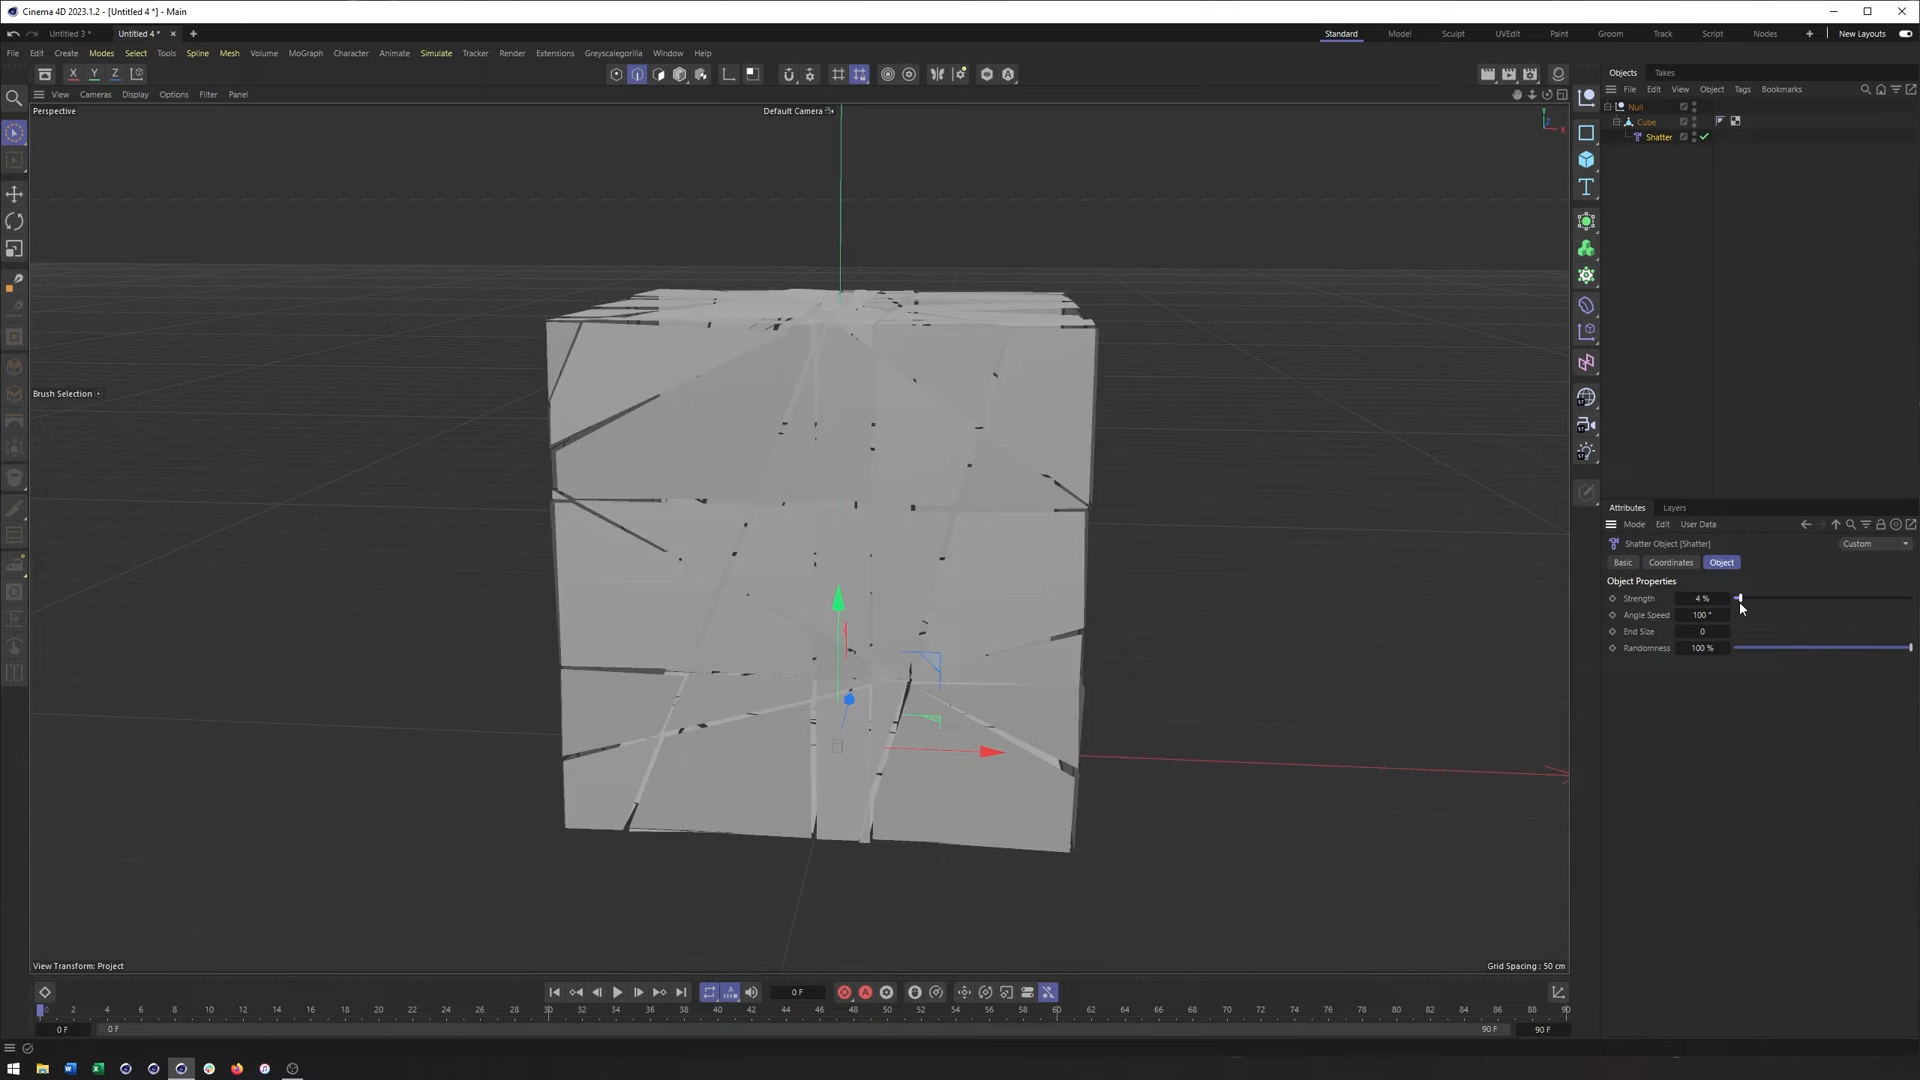 Cinema 4D 2023.1.2 - [Untitled 4 *] - Main
Untitled 3 * Untitled 4 * Standard Model Sculpt UVEdit Paint Groom Track Script Nodes New Layouts
File Edit Create Modes Select Tools Spline Mesh Volume MoGraph Character Animate Simulate Tracker Render Extensions Greyscalegorilla Window Help
X Y Z
Objects Takes
File Edit View Object Tags Bookmarks
View Cameras Display Options Filter Panel
Perspective Default Camera
Null
Cube
Shatter
Y
Z
X
Brush Selection
Attributes Layers
Mode Edit User Data
Shatter Object [Shatter] Custom
Basic Coordinates Object
Object Properties
Strength 4 %
Angle Speed 100 °
End Size 0
Randomness 100 %
View Transform: Project Grid Spacing : 50 cm
0 F
0 2 4 6 8 10 12 14 16 18 20 22 24 26 28 30 32 34 36 38 40 42 44 46 48 50 52 54 56 58 60 62 64 66 68 70 72 74 76 78 80 82 84 86 88 90
0 F 0 F 90 F 90 F